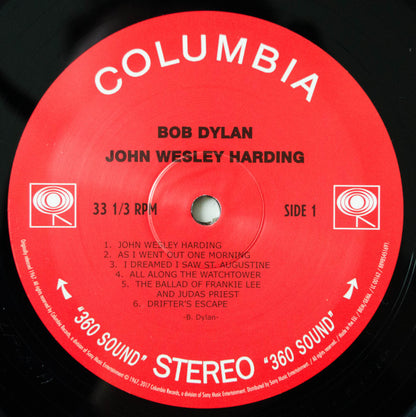 COLUMBIA
BOB DYLAN
JOHN WESLEY HARDING
33 1/3 RPM
SIDE 1
1. JOHN WESLEY HARDING
2. AS I WENT OUT ONE MORNING
3. I DREAMED I SAW ST. AUGUSTINE
4. ALL ALONG THE WATCHTOWER
5. THE BALLAD OF FRANKIE LEE
AND JUDAS PRIEST
6. DRIFTER'S ESCAPE
-B. Dylan-
"360 SOUND" STEREO "360 SOUND"